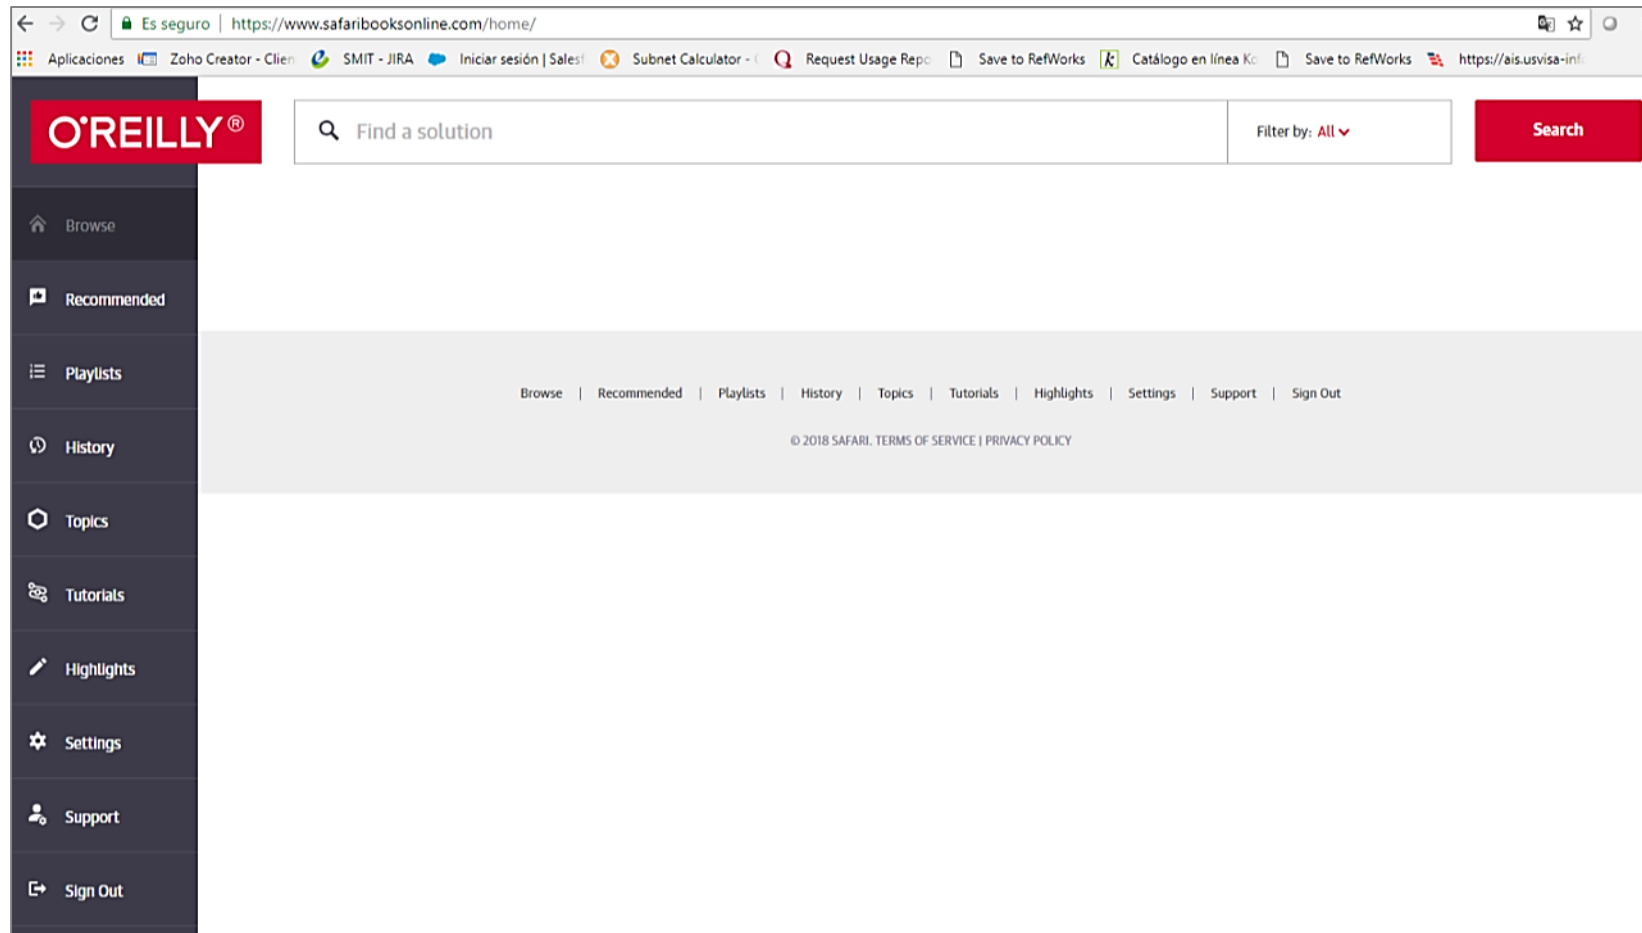 Es seguro | https://www.safaribooksonline.com/home/
Aplicaciones Zoho Creator - Clien SMIT - JIRA Iniciar sesión | Salesf Subnet Calculator - Request Usage Repo Save to RefWorks Catálogo en línea Ko Save to RefWorks https://ais.usvisa-inf
O'REILLY® Find a solution Filter by: All Search
Browse
Recommended
Playlists
History
Topics
Tutorials
Highlights
Settings
Support
Sign Out
Browse | Recommended | Playlists | History | Topics | Tutorials | Highlights | Settings | Support | Sign Out
© 2018 SAFARI. TERMS OF SERVICE | PRIVACY POLICY